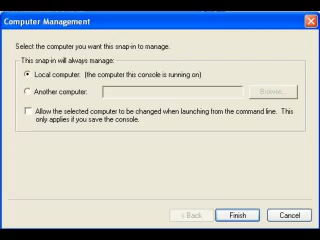 Computer Management
Select the computer you want this snap-in to manage.
This snap-in will always manage:
Local computer: (the computer this console is running on)
Another computer:
Browse...
Allow the selected computer to be changed when launching from the command line. This
only applies if you save the console.
< Back
Finish
Cancel